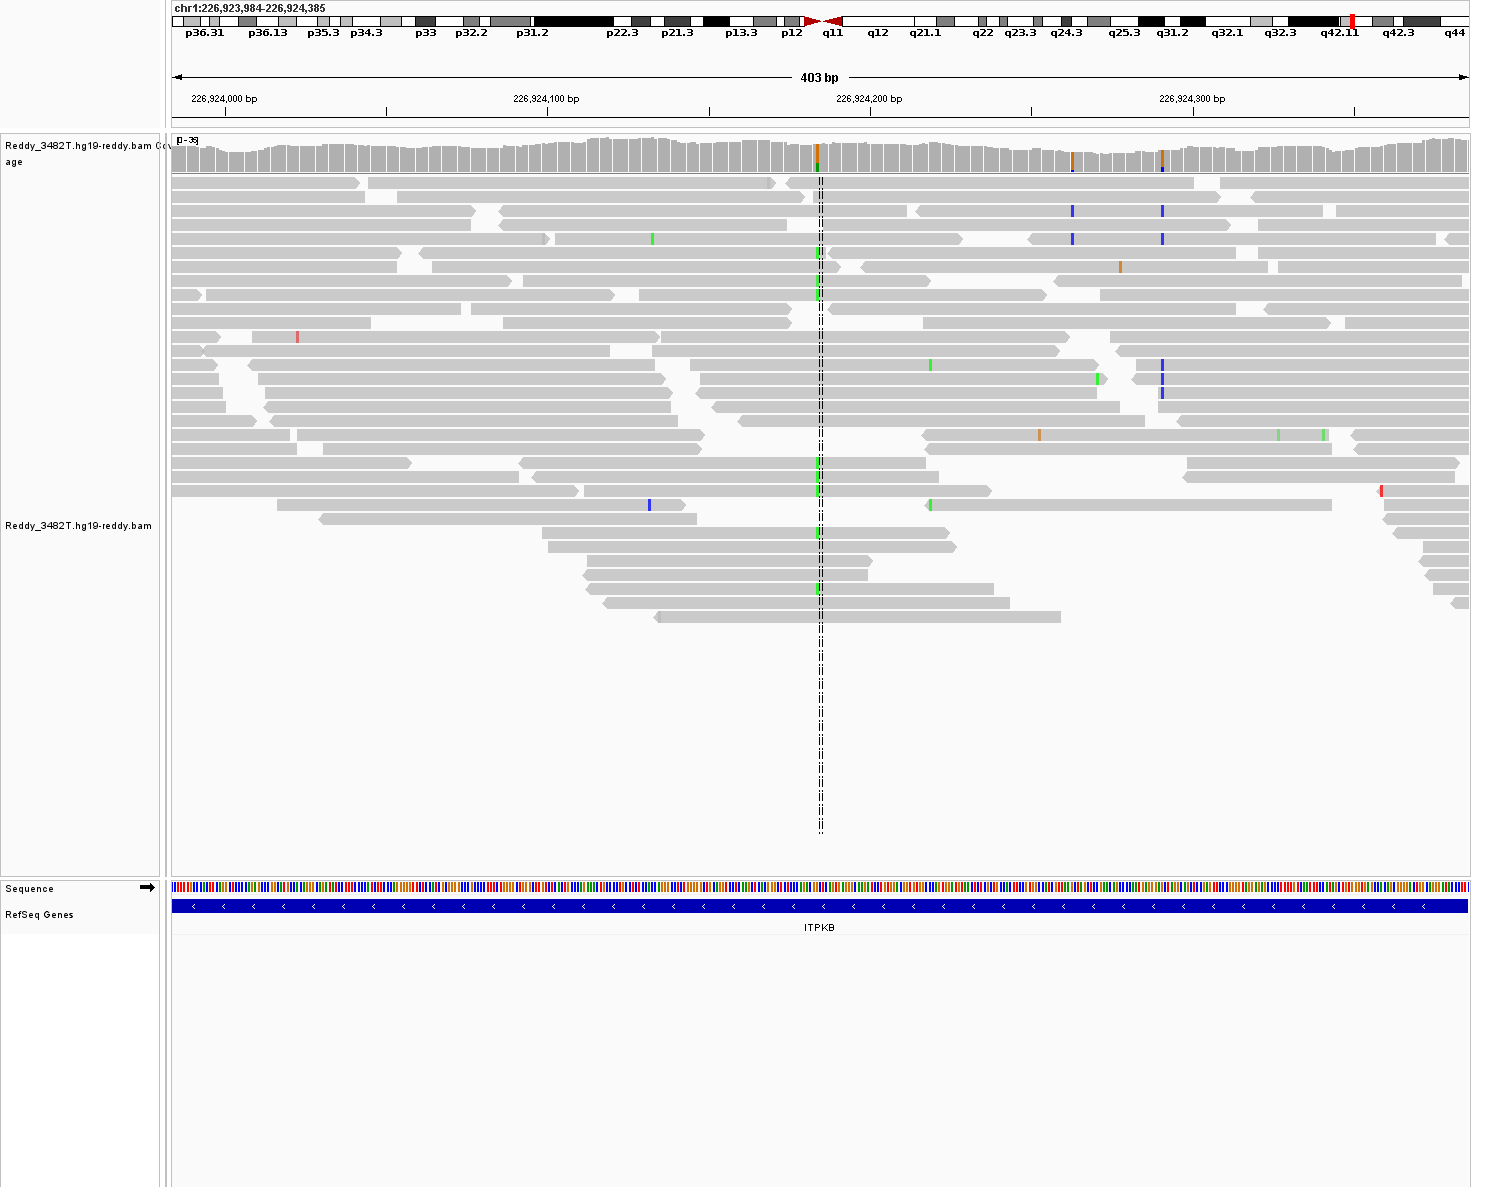 chr1:226,923,984-226,924,385
p36.31 p36.13 p35.3 p34.3 p33 p32.2 p31.2 p22.3 p21.3 p13.3 p12 q11 q12 q21.1 q22 q23.3 q24.3 q25.3 q31.2 q32.1 q32.3 q42.11 q42.3 q44
403 bp
226,924,000 bp 226,924,100 bp 226,924,200 bp 226,924,300 bp
Reddy_3482T.hg19-reddy.bam Cov
age
Reddy_3482T.hg19-reddy.bam
Sequence
RefSeq Genes
ITPKB